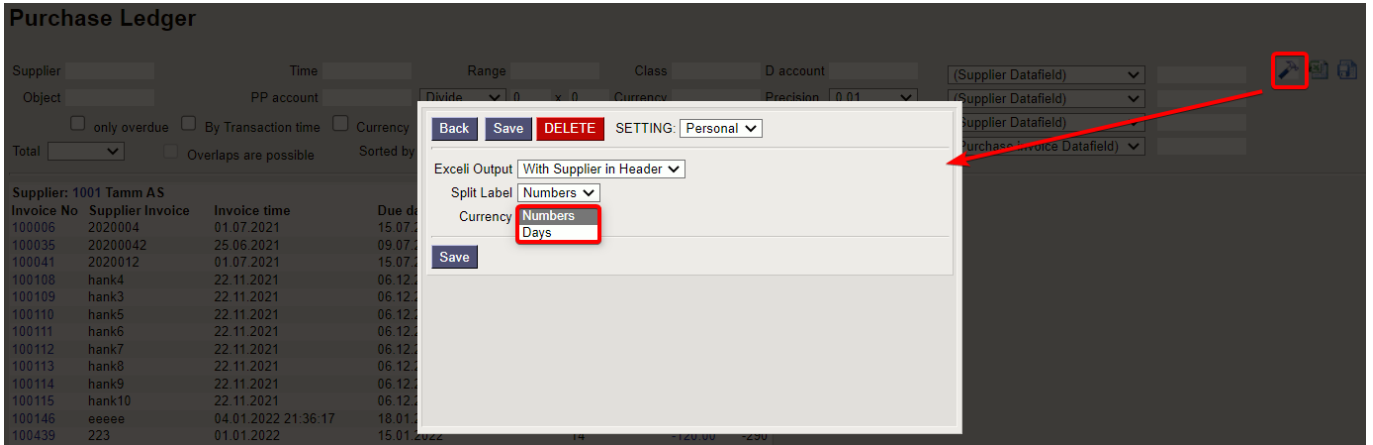 Purchase Ledger
Supplier Time Range Class D account (Supplier Datafield)
Object PP account Divide 0 x 0 Currency Precision 0.01 (Supplier Datafield)
only overdue By Transaction time Currency Supplier Datafield)
Total Overlaps are possible Sorted by Purchase Invoice Datafield)
Back Save DELETE SETTING: Personal
Exceli Output With Supplier in Header
Split Label Numbers
Currency Numbers
Days
Save
Supplier: 1001 Tamm AS
Invoice No Supplier Invoice Invoice time Due da
100006 2020004 01.07.2021 15.07.2
100035 20200042 25.06.2021 09.07.2
100041 2020012 01.07.2021 15.07.2
100108 hank4 22.11.2021 06.12.2
100109 hank3 22.11.2021 06.12.2
100110 hank5 22.11.2021 06.12.2
100111 hank6 22.11.2021 06.12.2
100112 hank7 22.11.2021 06.12.2
100113 hank8 22.11.2021 06.12.2
100114 hank9 22.11.2021 06.12.2
100115 hank10 22.11.2021 06.12.2
100146 eeeee 04.01.2022 21:36:17 18.01.2
100439 223 01.01.2022 15.01.2022 14 -120.00 -290